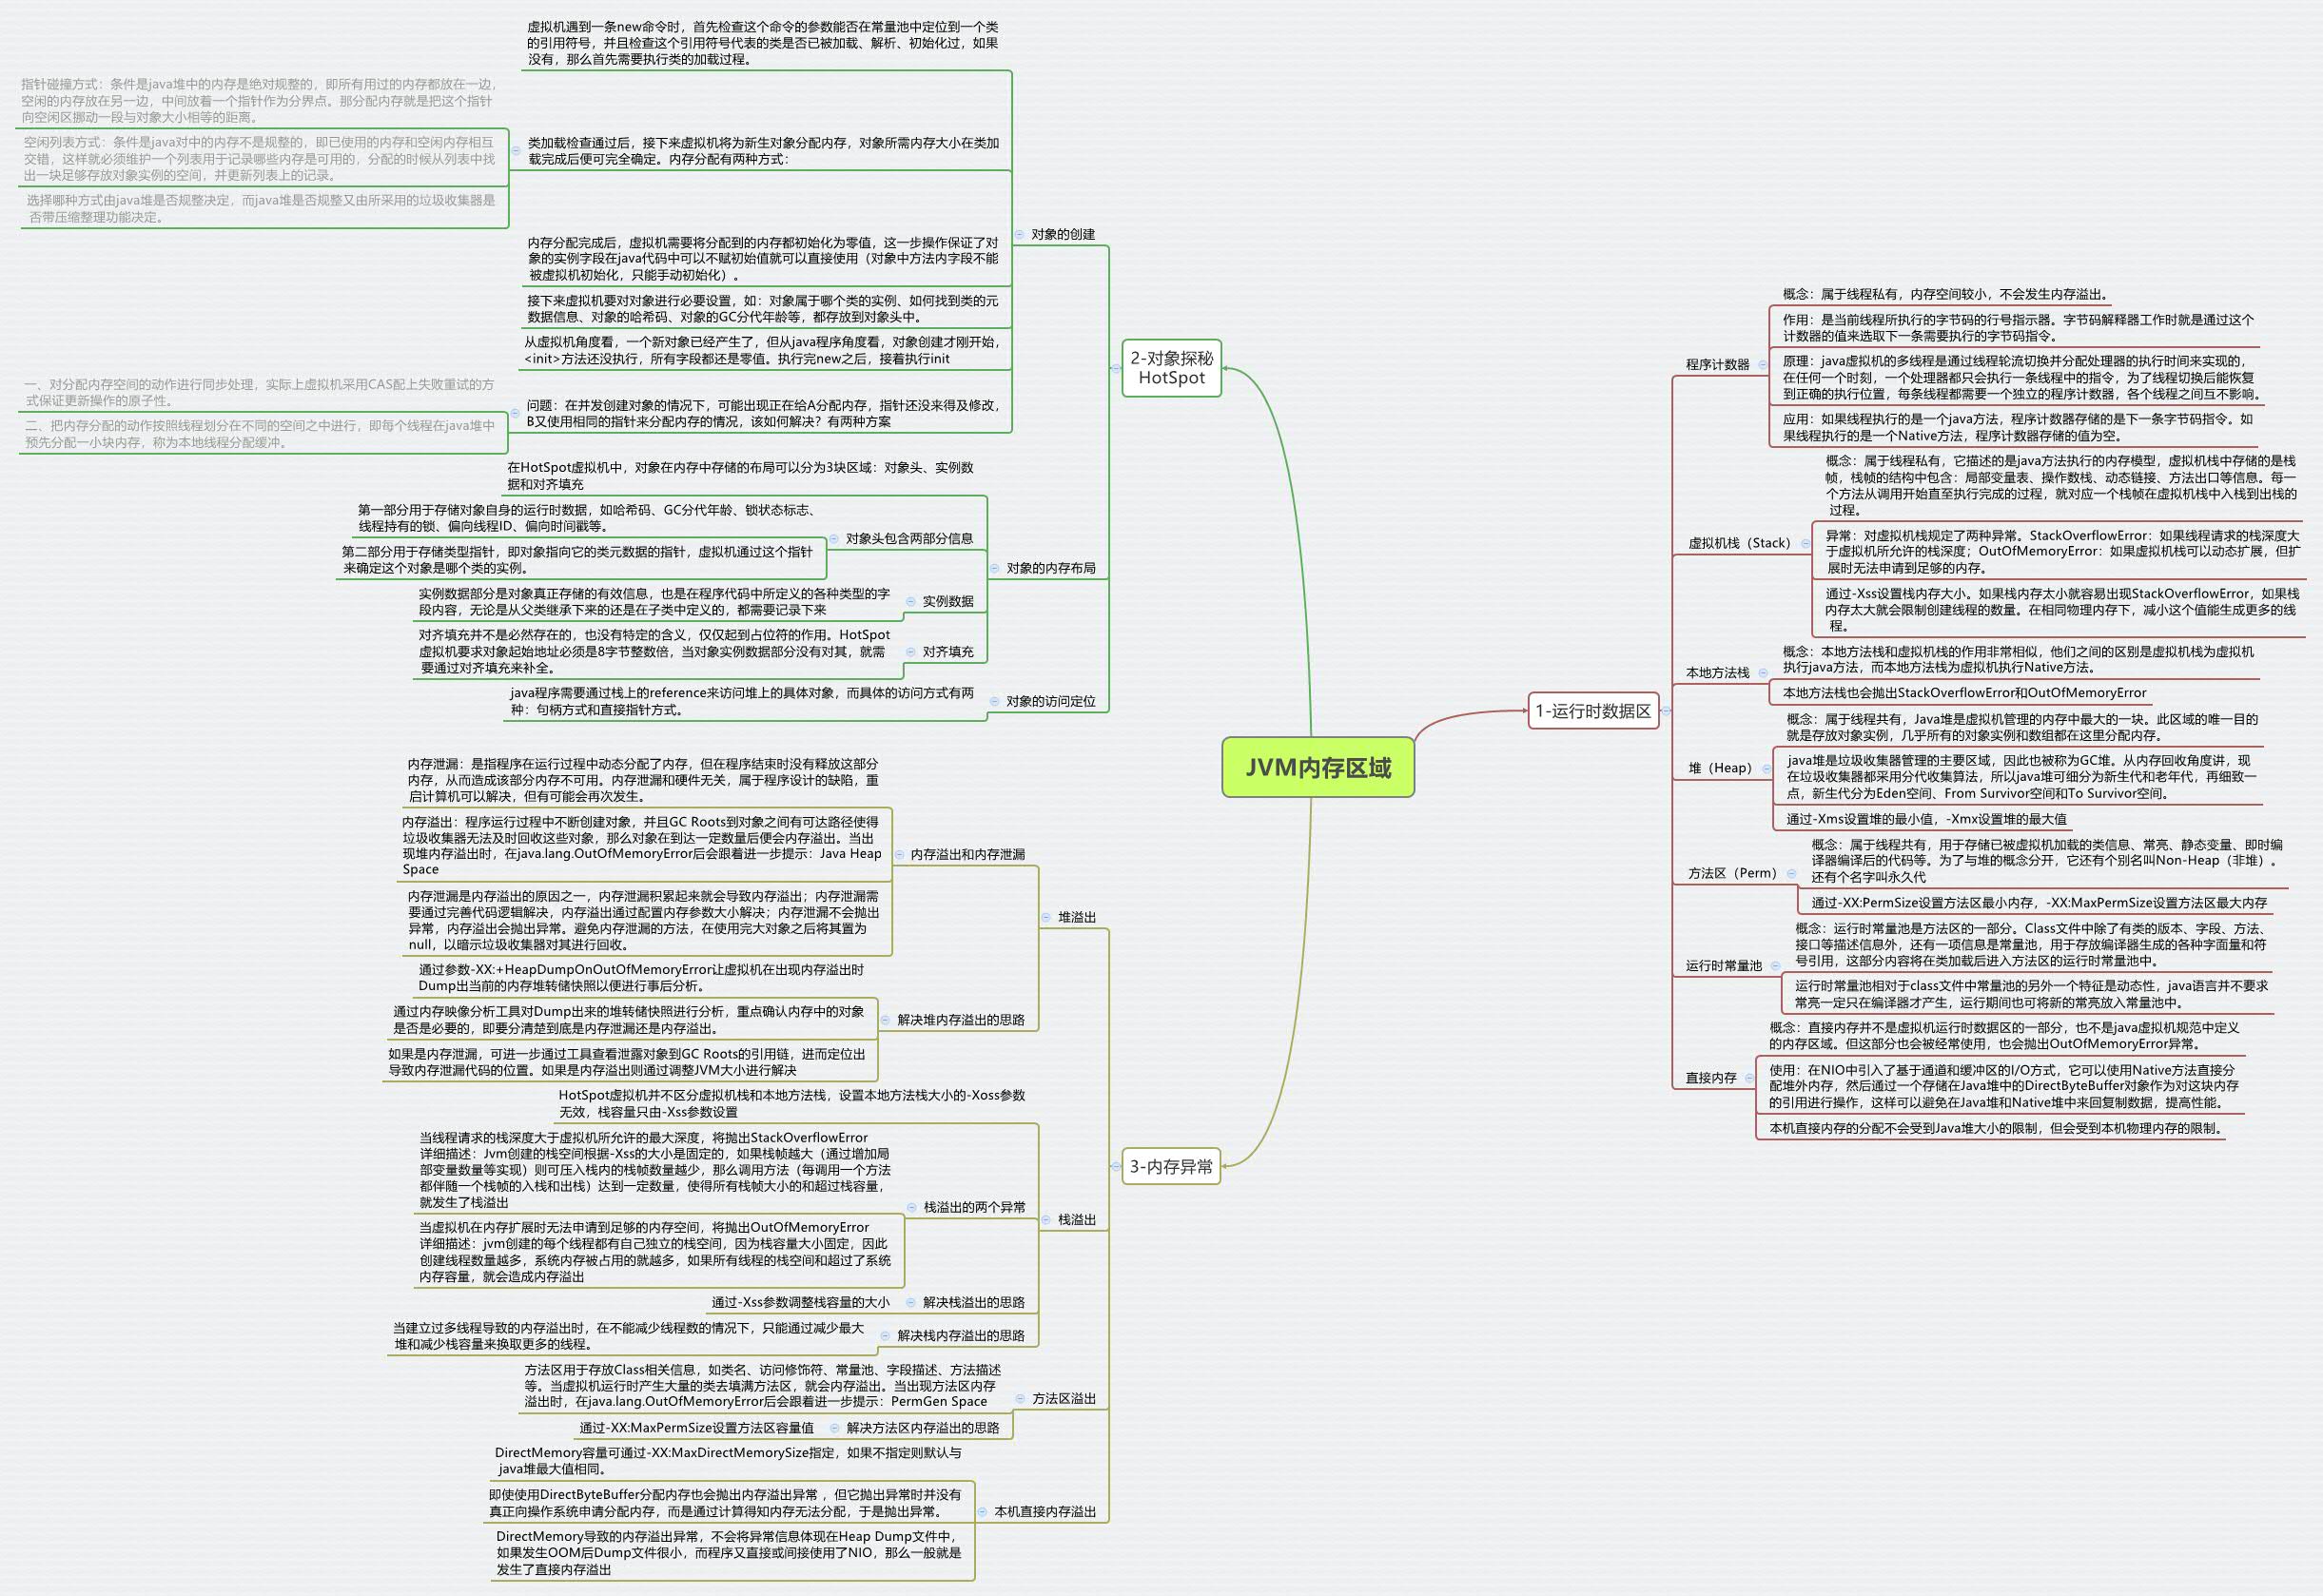 JVM内存区域
1-运行时数据区
程序计数器
概念：属于线程私有，内存空间较小，不会发生内存溢出。
作用：是当前线程所执行的字节码的行号指示器。字节码解释器工作时就是通过这个
计数器的值来选取下一条需要执行的字节码指令。
原理：java虚拟机的多线程是通过线程轮流切换并分配处理器的执行时间来实现的，
在任何一个时刻，一个处理器都只会执行一条线程中的指令，为了线程切换后能恢复
到正确的执行位置，每条线程都需要一个独立的程序计数器，各个线程之间互不影响。
应用：如果线程执行的是一个java方法，程序计数器存储的是下一条字节码指令。如
果线程执行的是一个Native方法，程序计数器存储的值为空。
虚拟机栈（Stack）
概念：属于线程私有，它描述的是java方法执行的内存模型，虚拟机栈中存储的是栈
帧，栈帧的结构中包含：局部变量表、操作数栈、动态链接、方法出口等信息。每一
个方法从调用开始直至执行完成的过程，就对应一个栈帧在虚拟机栈中入栈到出栈的
过程。
异常：对虚拟机栈规定了两种异常。StackOverflowError：如果线程请求的栈深度大
于虚拟机所允许的栈深度；OutOfMemoryError：如果虚拟机栈可以动态扩展，但扩
展时无法申请到足够的内存。
通过-Xss设置栈内存大小。如果栈内存太小就容易出现StackOverflowError，如果栈
内存太大就会限制创建线程的数量。在相同物理内存下，减小这个值能生成更多的线
程。
本地方法栈
概念：本地方法栈和虚拟机栈的作用非常相似，他们之间的区别是虚拟机栈为虚拟机
执行java方法，而本地方法栈为虚拟机执行Native方法。
本地方法栈也会抛出StackOverflowError和OutOfMemoryError
堆（Heap）
概念：属于线程共有，Java堆是虚拟机管理的内存中最大的一块。此区域的唯一目的
就是存放对象实例，几乎所有的对象实例和数组都在这里分配内存。
java堆是垃圾收集器管理的主要区域，因此也被称为GC堆。从内存回收角度讲，现
在垃圾收集器都采用分代收集算法，所以java堆可细分为新生代和老年代，再细致一
点，新生代分为Eden空间、From Survivor空间和To Survivor空间。
通过-Xms设置堆的最小值，-Xmx设置堆的最大值
方法区（Perm）
概念：属于线程共有，用于存储已被虚拟机加载的类信息、常亮、静态变量、即时编
译器编译后的代码等。为了与堆的概念分开，它还有个别名叫Non-Heap（非堆）。
还有个名字叫永久代
通过-XX:PermSize设置方法区最小内存，-XX:MaxPermSize设置方法区最大内存
运行时常量池
概念：运行时常量池是方法区的一部分。Class文件中除了有类的版本、字段、方法、
接口等描述信息外，还有一项信息是常量池，用于存放编译器生成的各种字面量和符
号引用，这部分内容将在类加载后进入方法区的运行时常量池中。
运行时常量池相对于class文件中常量池的另外一个特征是动态性，java语言并不要求
常亮一定只在编译器才产生，运行期间也可将新的常亮放入常量池中。
直接内存
概念：直接内存并不是虚拟机运行时数据区的一部分，也不是java虚拟机规范中定义
的内存区域。但这部分也会被经常使用，也会抛出OutOfMemoryError异常。
使用：在NIO中引入了基于通道和缓冲区的I/O方式，它可以使用Native方法直接分
配堆外内存，然后通过一个存储在Java堆中的DirectByteBuffer对象作为对这块内存
的引用进行操作，这样可以避免在Java堆和Native堆中来回复制数据，提高性能。
本机直接内存的分配不会受到Java堆大小的限制，但会受到本机物理内存的限制。
2-对象探秘
HotSpot
对象的创建
虚拟机遇到一条new命令时，首先检查这个命令的参数能否在常量池中定位到一个类
的引用符号，并且检查这个引用符号代表的类是否已被加载、解析、初始化过，如果
没有，那么首先需要执行类的加载过程。
类加载检查通过后，接下来虚拟机将为新生对象分配内存，对象所需内存大小在类加
载完成后便可完全确定。内存分配有两种方式：
指针碰撞方式：条件是java堆中的内存是绝对规整的，即所有用过的内存都放在一边，
空闲的内存放在另一边，中间放着一个指针作为分界点。那分配内存就是把这个指针
向空闲区挪动一段与对象大小相等的距离。
空闲列表方式：条件是java对中的内存不是规整的，即已使用的内存和空闲内存相互
交错，这样就必须维护一个列表用于记录哪些内存是可用的，分配的时候从列表中找
出一块足够存放对象实例的空间，并更新列表上的记录。
选择哪种方式由java堆是否规整决定，而java堆是否规整又由所采用的垃圾收集器是
否带压缩整理功能决定。
内存分配完成后，虚拟机需要将分配到的内存都初始化为零值，这一步操作保证了对
象的实例字段在java代码中可以不赋初始值就可以直接使用（对象中方法内字段不能
被虚拟机初始化，只能手动初始化）。
接下来虚拟机要对对象进行必要设置，如：对象属于哪个类的实例、如何找到类的元
数据信息、对象的哈希码、对象的GC分代年龄等，都存放到对象头中。
从虚拟机角度看，一个新对象已经产生了，但从java程序角度看，对象创建才刚开始，
<init>方法还没执行，所有字段都还是零值。执行完new之后，接着执行init
问题：在并发创建对象的情况下，可能出现正在给A分配内存，指针还没来得及修改，
B又使用相同的指针来分配内存的情况，该如何解决？有两种方案
一、对分配内存空间的动作进行同步处理，实际上虚拟机采用CAS配上失败重试的方
式保证更新操作的原子性。
二、把内存分配的动作按照线程划分在不同的空间之中进行，即每个线程在java堆中
预先分配一小块内存，称为本地线程分配缓冲。
对象的内存布局
在HotSpot虚拟机中，对象在内存中存储的布局可以分为3块区域：对象头、实例数
据和对齐填充
对象头包含两部分信息
第一部分用于存储对象自身的运行时数据，如哈希码、GC分代年龄、锁状态标志、
线程持有的锁、偏向线程ID、偏向时间戳等。
第二部分用于存储类型指针，即对象指向它的类元数据的指针，虚拟机通过这个指针
来确定这个对象是哪个类的实例。
实例数据
实例数据部分是对象真正存储的有效信息，也是在程序代码中所定义的各种类型的字
段内容，无论是从父类继承下来的还是在子类中定义的，都需要记录下来
对齐填充
对齐填充并不是必然存在的，也没有特定的含义，仅仅起到占位符的作用。HotSpot
虚拟机要求对象起始地址必须是8字节整数倍，当对象实例数据部分没有对其，就需
要通过对齐填充来补全。
对象的访问定位
java程序需要通过栈上的reference来访问堆上的具体对象，而具体的访问方式有两
种：句柄方式和直接指针方式。
3-内存异常
堆溢出
内存溢出和内存泄漏
内存泄漏：是指程序在运行过程中动态分配了内存，但在程序结束时没有释放这部分
内存，从而造成该部分内存不可用。内存泄漏和硬件无关，属于程序设计的缺陷，重
启计算机可以解决，但有可能会再次发生。
内存溢出：程序运行过程中不断创建对象，并且GC Roots到对象之间有可达路径使得
垃圾收集器无法及时回收这些对象，那么对象在到达一定数量后便会内存溢出。当出
现堆内存溢出时，在java.lang.OutOfMemoryError后会跟着进一步提示：Java Heap
Space
内存泄漏是内存溢出的原因之一，内存泄漏积累起来就会导致内存溢出；内存泄漏需
要通过完善代码逻辑解决，内存溢出通过配置内存参数大小解决；内存泄漏不会抛出
异常，内存溢出会抛出异常。避免内存泄漏的方法，在使用完大对象之后将其置为
null，以暗示垃圾收集器对其进行回收。
解决堆内存溢出的思路
通过参数-XX:+HeapDumpOnOutOfMemoryError让虚拟机在出现内存溢出时
Dump出当前的内存堆转储快照以便进行事后分析。
通过内存映像分析工具对Dump出来的堆转储快照进行分析，重点确认内存中的对象
是否是必要的，即要分清楚到底是内存泄漏还是内存溢出。
如果是内存泄漏，可进一步通过工具查看泄露对象到GC Roots的引用链，进而定位出
导致内存泄漏代码的位置。如果是内存溢出则通过调整JVM大小进行解决
栈溢出
HotSpot虚拟机并不区分虚拟机栈和本地方法栈，设置本地方法栈大小的-Xoss参数
无效，栈容量只由-Xss参数设置
栈溢出的两个异常
当线程请求的栈深度大于虚拟机所允许的最大深度，将抛出StackOverflowError
详细描述：Jvm创建的栈空间根据-Xss的大小是固定的，如果栈帧越大（通过增加局
部变量数量等实现）则可压入栈内的栈帧数量越少，那么调用方法（每调用一个方法
都伴随一个栈帧的入栈和出栈）达到一定数量，使得所有栈帧大小的和超过栈容量，
就发生了栈溢出
当虚拟机在内存扩展时无法申请到足够的内存空间，将抛出OutOfMemoryError
详细描述：jvm创建的每个线程都有自己独立的栈空间，因为栈容量大小固定，因此
创建线程数量越多，系统内存被占用的就越多，如果所有线程的栈空间和超过了系统
内存容量，就会造成内存溢出
解决栈溢出的思路
通过-Xss参数调整栈容量的大小
解决栈内存溢出的思路
当建立过多线程导致的内存溢出时，在不能减少线程数的情况下，只能通过减少最大
堆和减少栈容量来换取更多的线程。
方法区溢出
方法区用于存放Class相关信息，如类名、访问修饰符、常量池、字段描述、方法描述
等。当虚拟机运行时产生大量的类去填满方法区，就会内存溢出。当出现方法区内存
溢出时，在java.lang.OutOfMemoryError后会跟着进一步提示：PermGen Space
解决方法区内存溢出的思路
通过-XX:MaxPermSize设置方法区容量值
本机直接内存溢出
DirectMemory容量可通过-XX:MaxDirectMemorySize指定，如果不指定则默认与
java堆最大值相同。
即使使用DirectByteBuffer分配内存也会抛出内存溢出异常 ，但它抛出异常时并没有
真正向操作系统申请分配内存，而是通过计算得知内存无法分配，于是抛出异常。
DirectMemory导致的内存溢出异常，不会将异常信息体现在Heap Dump文件中，
如果发生OOM后Dump文件很小，而程序又直接或间接使用了NIO，那么一般就是
发生了直接内存溢出